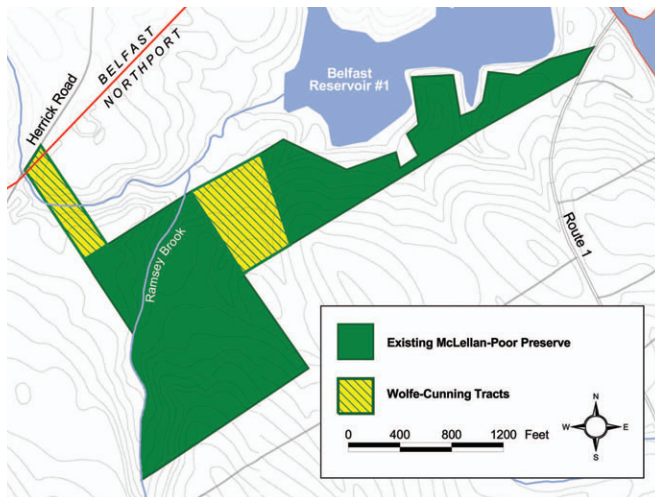 BELFAST
NORTHPORT
Herrick Road
Belfast
Reservoir #1
Ramsey Brook
Route 1
Existing McLellan-Poor Preserve
Wolfe-Cunning Tracts
0 400 800 1200 Feet
N
W E
S